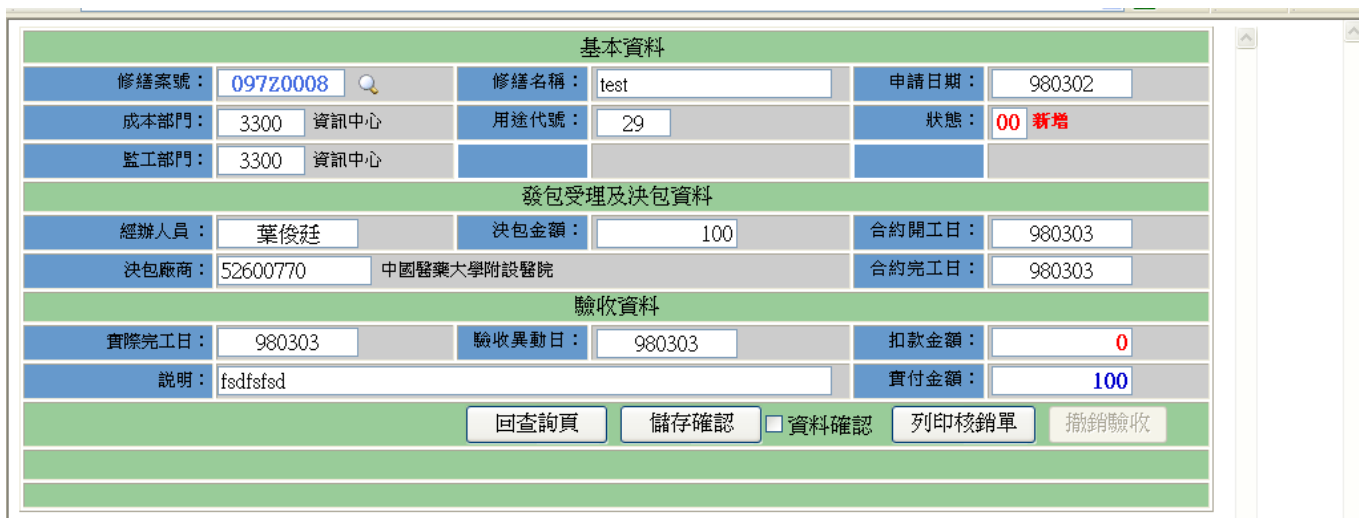 基本資料
修繕案號： 097Z0008 修繕名稱： test 申請日期： 980302
成本部門： 3300 資訊中心 用途代號： 29 狀態： 00 新增
監工部門： 3300 資訊中心
發包受理及決包資料
經辦人員： 葉俊廷 決包金額： 100 合約開工日： 980303
決包廠商： 52600770 中國醫藥大學附設醫院 合約完工日： 980303
驗收資料
實際完工日： 980303 驗收異動日： 980303 扣款金額： 0
說明： fsdfsfsd 實付金額： 100
回查詢頁 儲存確認 資料確認 列印核銷單 撤銷驗收